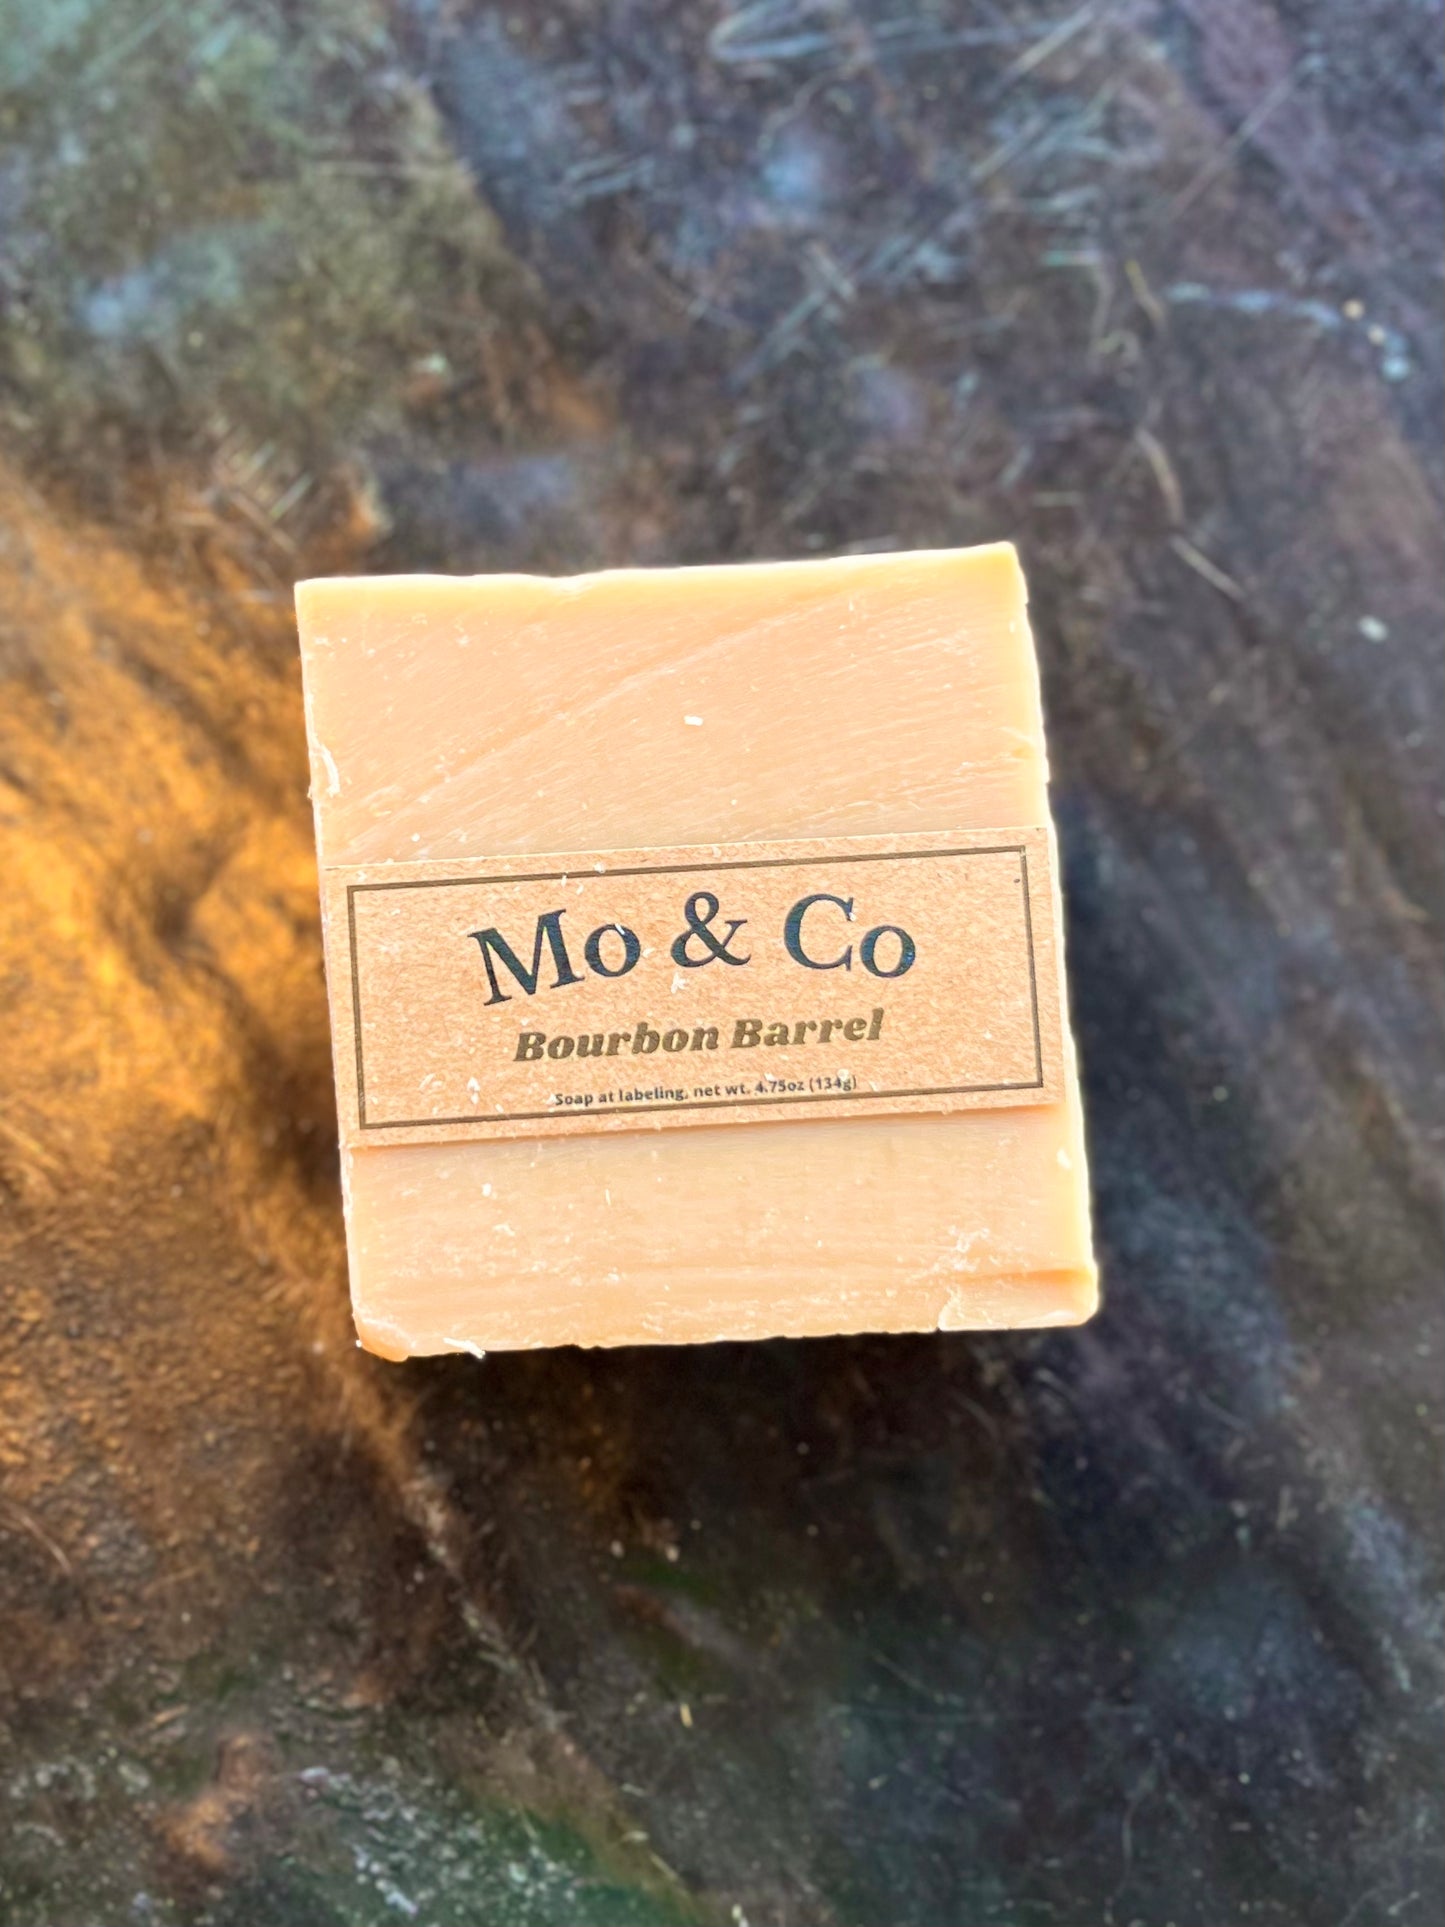 Mo & Co
Bourbon Barrel
Soap at labeling, net wt. 4.75oz (134g)